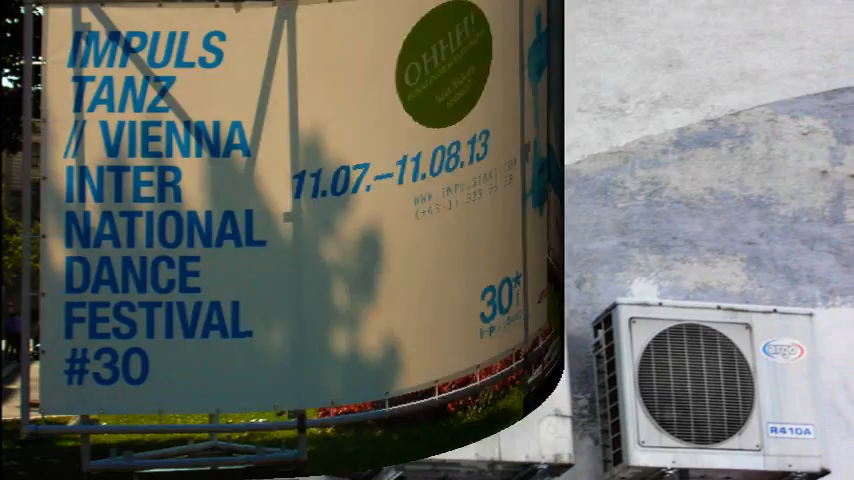 IMPULS
TANZ
// VIENNA
INTER
NATIONAL
DANCE
FESTIVAL
#30
OHHH!
11.07.–11.08.13
30*
argo
R410A